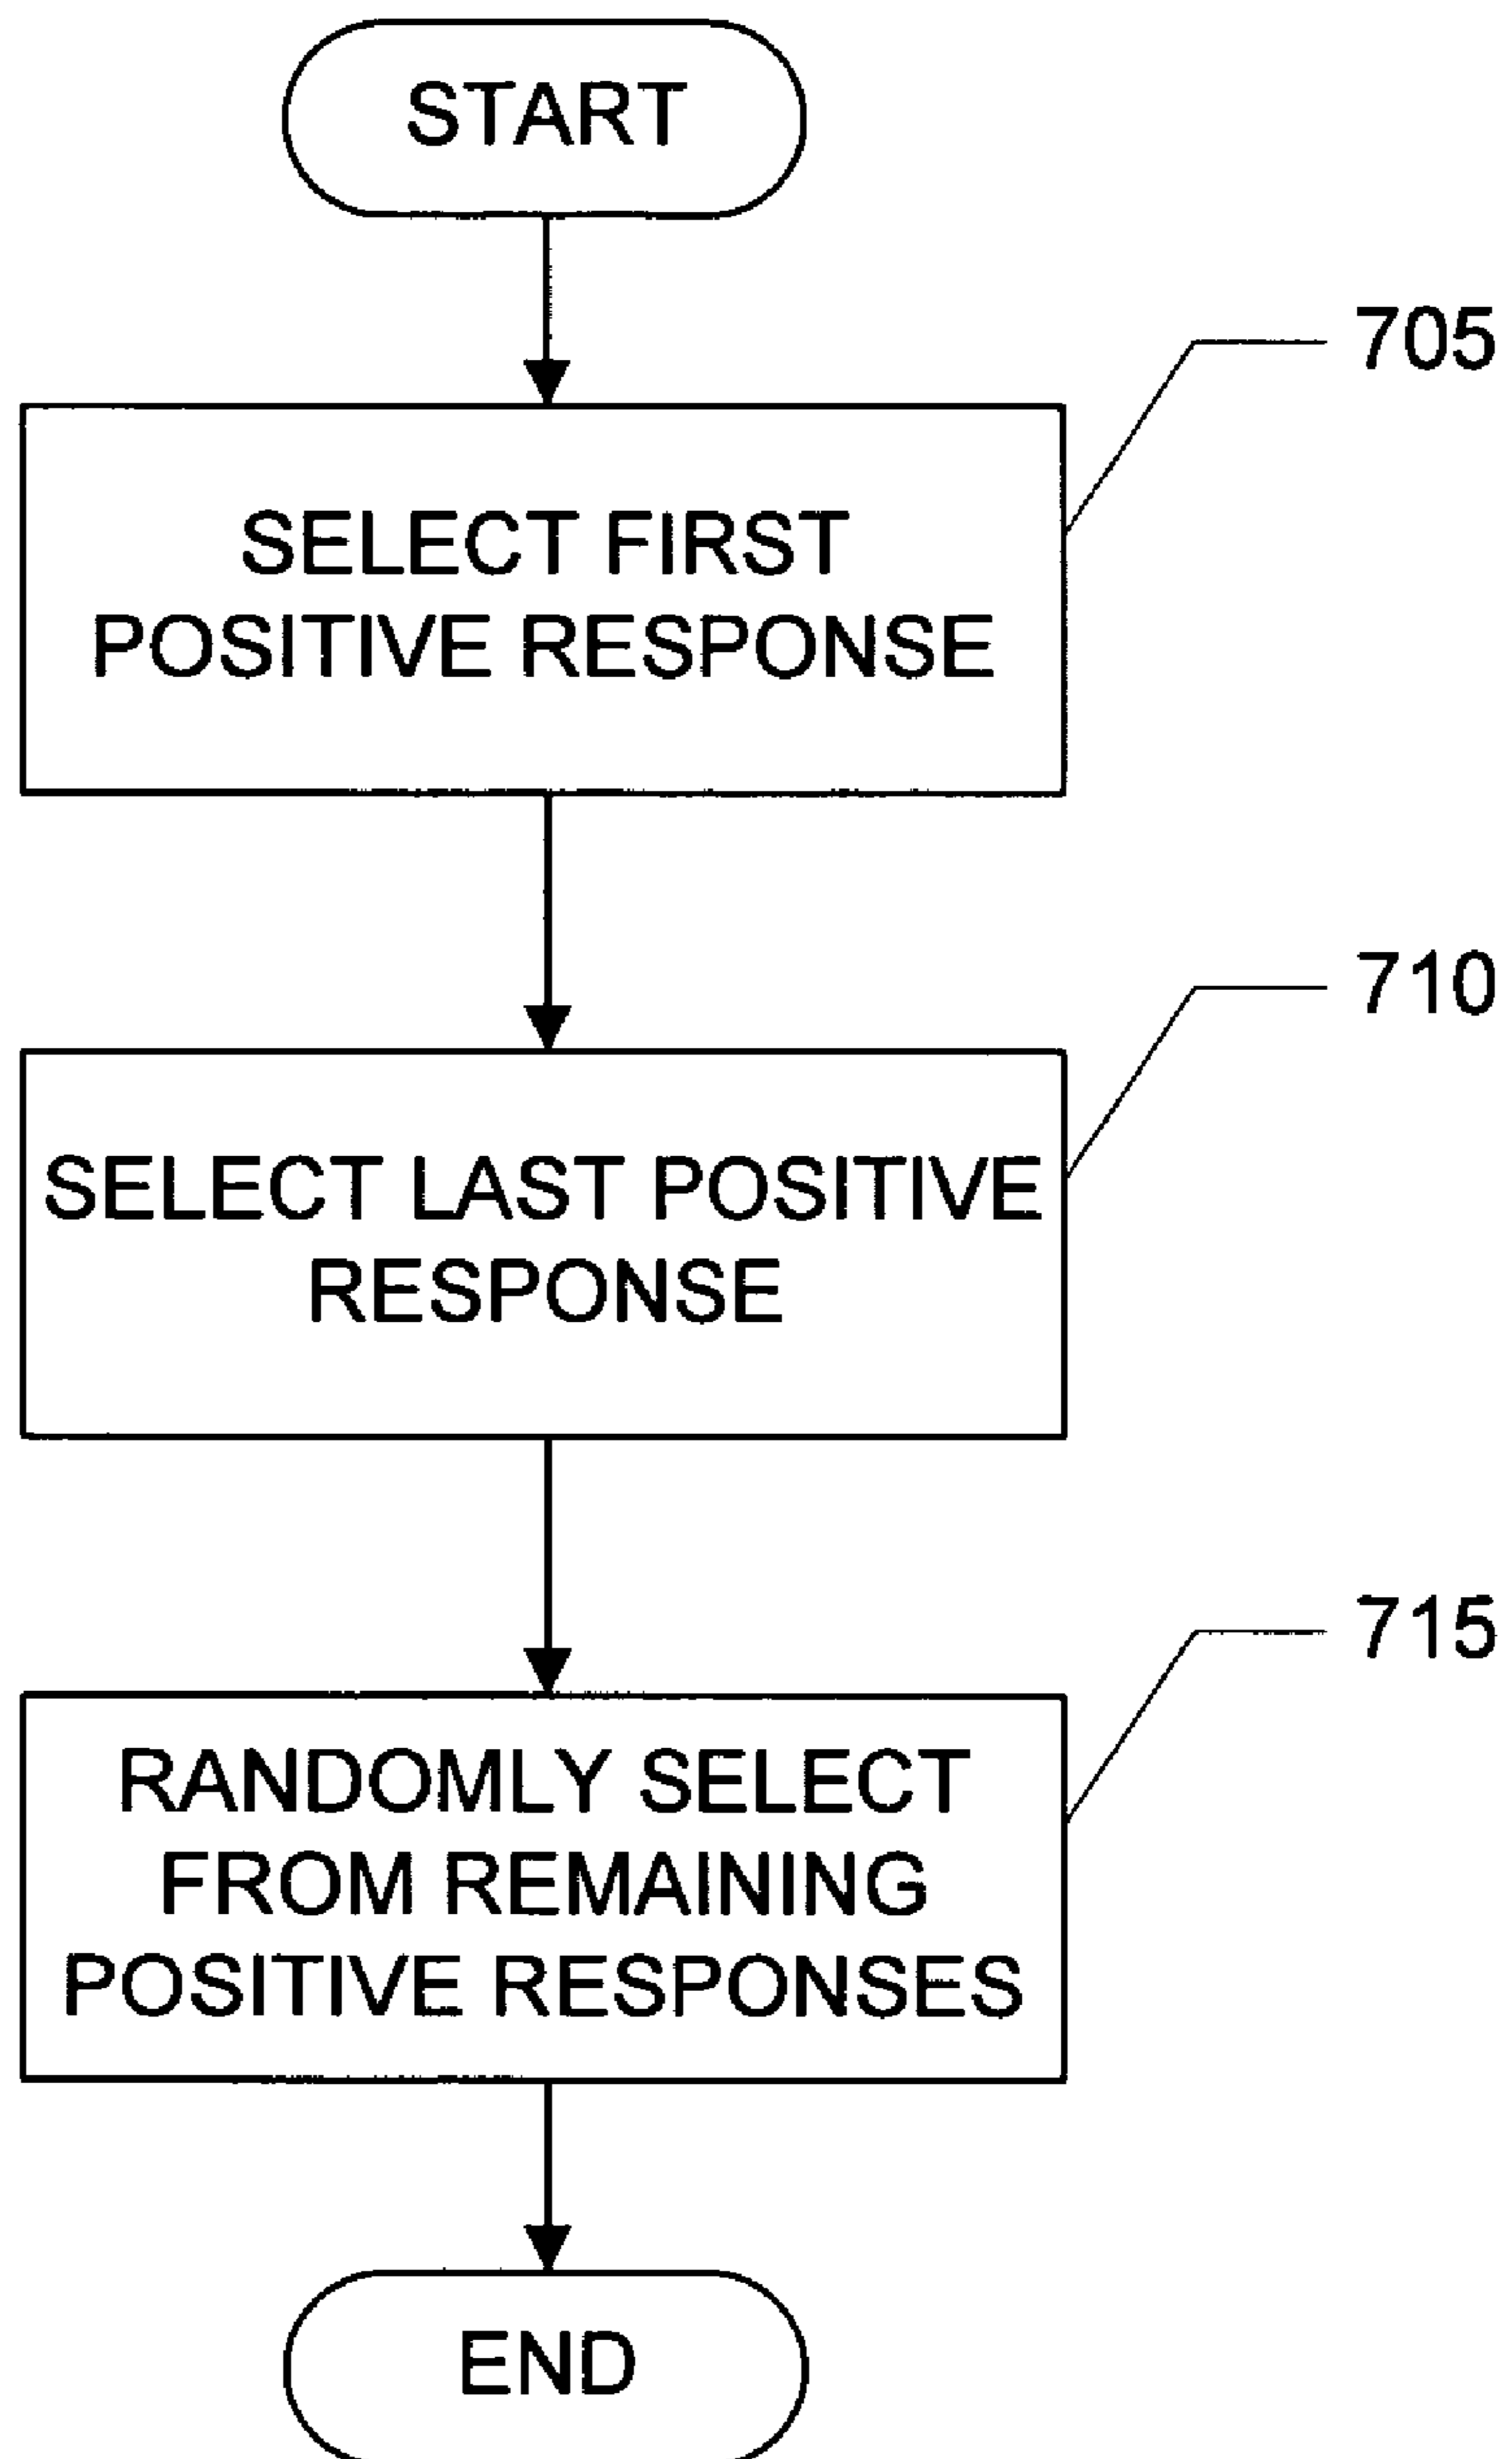 START
705
SELECT FIRST
POSITIVE RESPONSE
710
SELECT LAST POSITIVE
RESPONSE
715
RANDOMLY SELECT
FROM REMAINING
POSITIVE RESPONSES
END